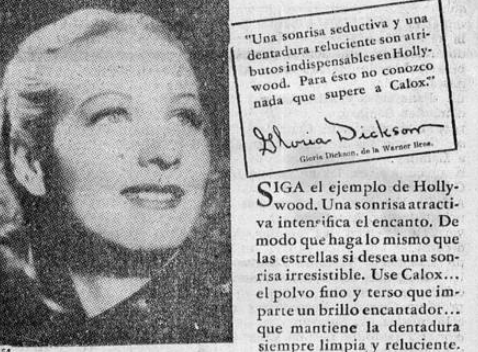 "Una sonrisa seductiva y una
dentadura reluciente son atri-
butos indispensables en Holly-
wood. Para ésto no conozco
nada que supere a Calox."
Gloria Dickson
Gloria Dickson, de la Warner Bros.
SIGA el ejemplo de Holly-
wood. Una sonrisa atracti-
va intensifica el encanto. De
modo que haga lo mismo que
las estrellas si desea una son-
risa irresistible. Use Calox...
el polvo fino y terso que im-
parte un brillo encantador...
que mantiene la dentadura
siempre limpia y reluciente.